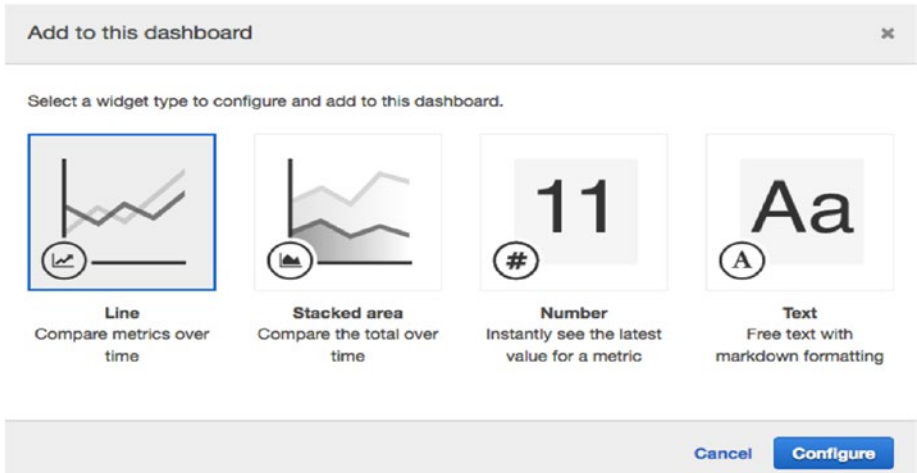 Add to this dashboard
Select a widget type to configure and add to this dashboard.
11
#
Aa
A
Line
Compare metrics over
time
Stacked area
Compare the total over
time
Number
Instantly see the latest
value for a metric
Text
Free text with
markdown formatting
Cancel
Configure